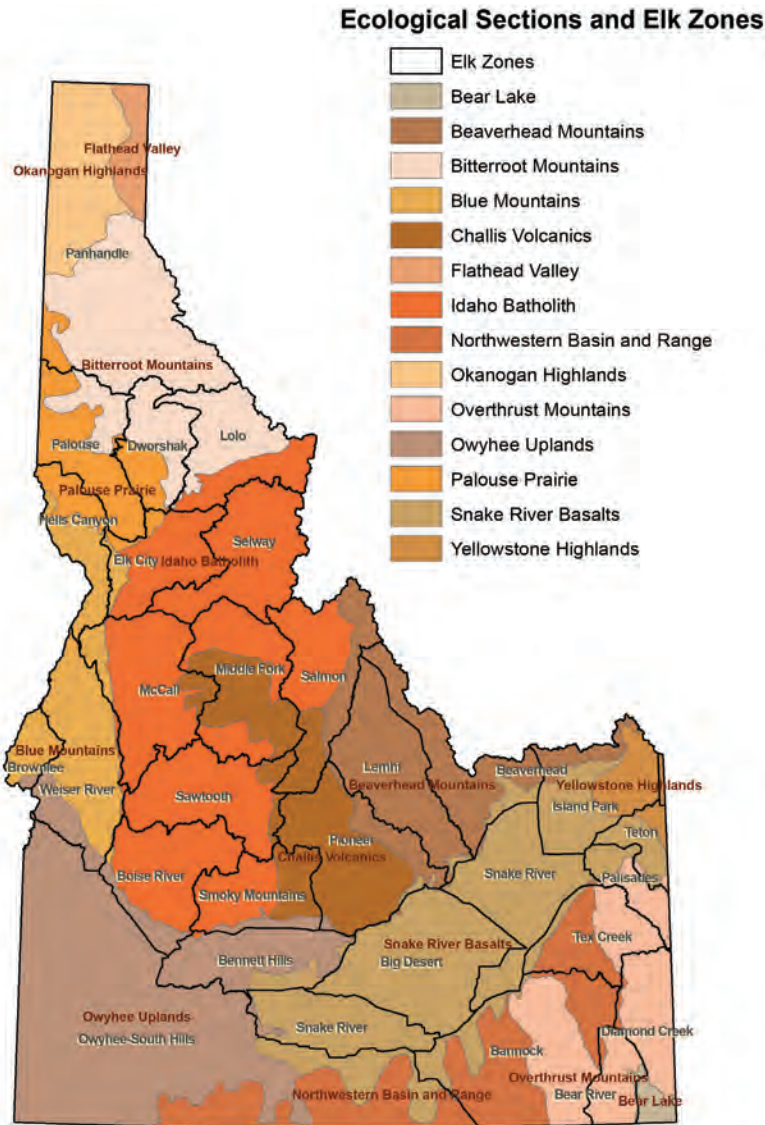 Ecological Sections and Elk Zones
Elk Zones
Bear Lake
Beaverhead Mountains
Bitterroot Mountains
Blue Mountains
Challis Volcanics
Flathead Valley
Idaho Batholith
Northwestern Basin and Range
Okanogan Highlands
Overthrust Mountains
Owyhee Uplands
Palouse Prairie
Snake River Basalts
Yellowstone Highlands
Flathead Valley
Okanogan Highlands
Panhandle
Bitterroot Mountains
Palouse
Dworshak
Lolo
Palouse Prairie
Hells Canyon
Selway
Elk City
Idaho Batholith
Middle Fork
Salmon
McCall
Blue Mountains
Brownlee
Weiser River
Lemhi
Beaverhead
Beaverhead Mountains
Yellowstone Highlands
Sawtooth
Island Park
Teton
Pioneer
Challis Volcanics
Boise River
Smoky Mountains
Snake River
Palisades
Tex Creek
Snake River Basalts
Bennett Hills
Big Desert
Owyhee Uplands
Owyhee-South Hills
Snake River
Diamond Creek
Bannock
Overthrust Mountains
Northwestern Basin and Range
Bear River
Bear Lake